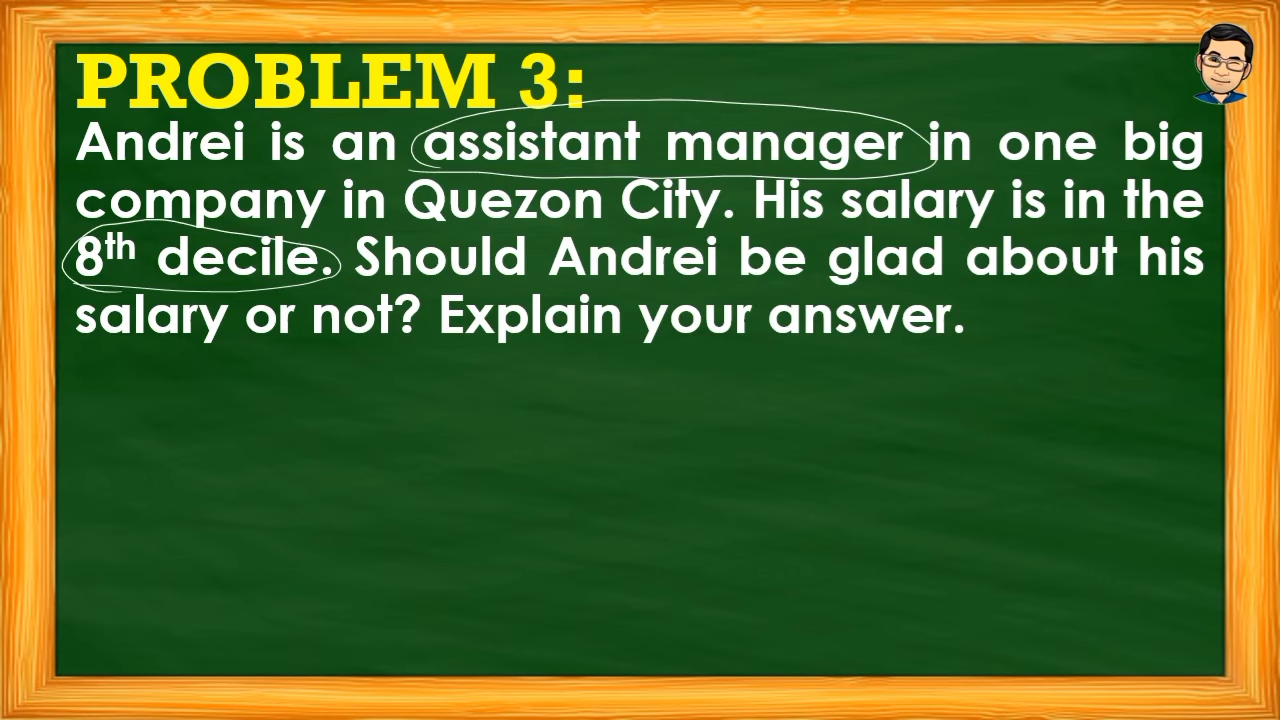 PROBLEM 3:
Andrei is an assistant manager in one big
company in Quezon City. His salary is in the
8th decile. Should Andrei be glad about his
salary or not? Explain your answer.